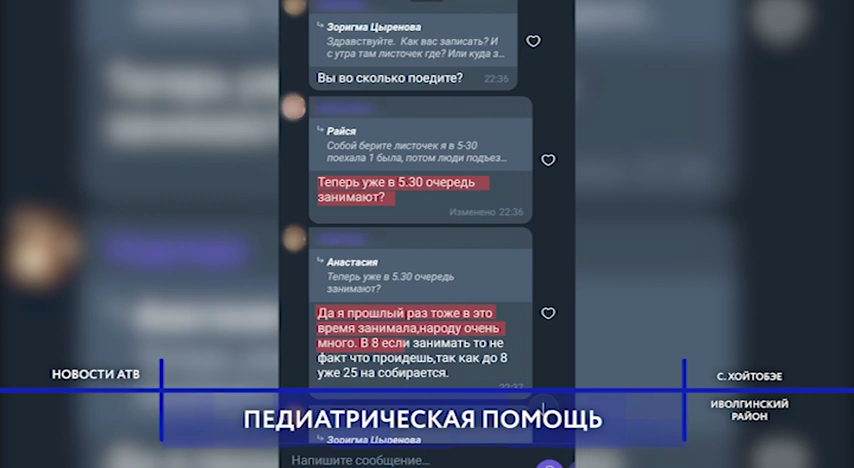 Зоригма Цыренова
Здравствуйте. Как вас записать? И
с утра там листочек где? Или куда з...
Вы во сколько поедите?
22:36
Райся
Собой берите листочек я в 5-30
поехала 1 была, потом люди подъез...
Теперь уже в 5.30 очередь
занимают?
Изменено 22:36
Анастасия
Теперь уже в 5.30 очередь
занимают?
Да я прошлый раз тоже в это
время занимала,народу очень
много. В 8 если занимать то не
факт что пройдешь,так как до 8
уже 25 на собирается.
22:37
НОВОСТИ АТВ
С. ХОЙТОБЭЕ
ИВОЛГИНСКИЙ
РАЙОН
ПЕДИАТРИЧЕСКАЯ ПОМОЩЬ
Зоригма Цыренова
Напишите сообщение...